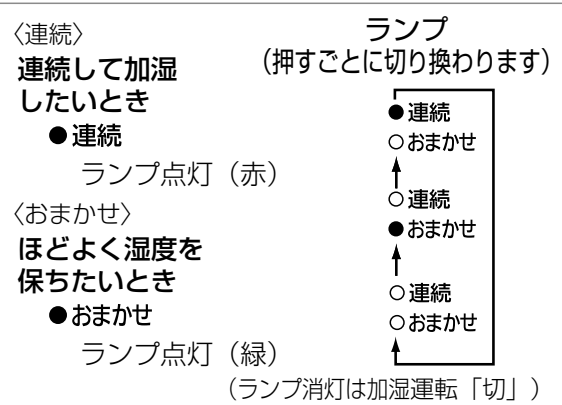 〈連続〉
連続して加湿
したいとき
●連続
ランプ点灯（赤）
〈おまかせ〉
ほどよく湿度を
保ちたいとき
●おまかせ
ランプ点灯（緑）
ランプ
（押すごとに切り換わります）
●連続
○おまかせ
○連続
●おまかせ
○連続
○おまかせ
（ランプ消灯は加湿運転「切」）